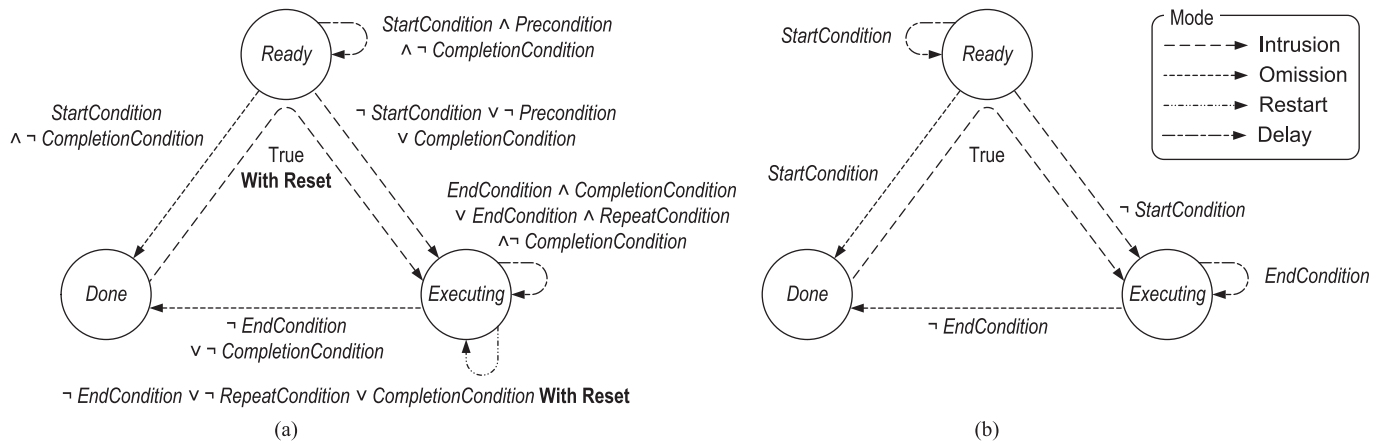 StartCondition ∧ Precondition
∧ ¬ CompletionCondition
Ready
StartCondition
∧ ¬ CompletionCondition
¬ StartCondition ∨ ¬ Precondition
∨ CompletionCondition
True
With Reset
EndCondition ∧ CompletionCondition
∨ EndCondition ∧ RepeatCondition
∧¬ CompletionCondition
Done
Executing
¬ EndCondition
∨ ¬ CompletionCondition
¬ EndCondition ∨ ¬ RepeatCondition ∨ CompletionCondition With Reset
(a)
StartCondition
Ready
StartCondition
True
¬ StartCondition
Done
Executing
EndCondition
¬ EndCondition
(b)
Mode
Intrusion
Omission
Restart
Delay